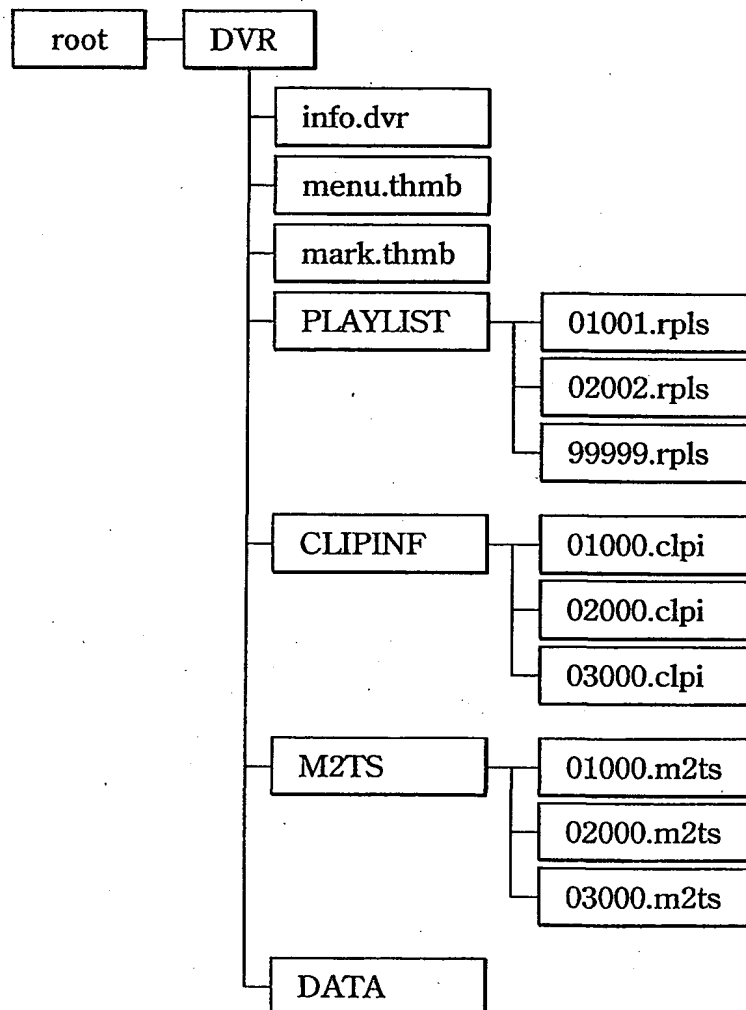 root
DVR
info.dvr
menu.thmb
mark.thmb
PLAYLIST
01001.rpls
02002.rpls
99999.rpls
CLIPINF
01000.clpi
02000.clpi
03000.clpi
M2TS
01000.m2ts
02000.m2ts
03000.m2ts
DATA